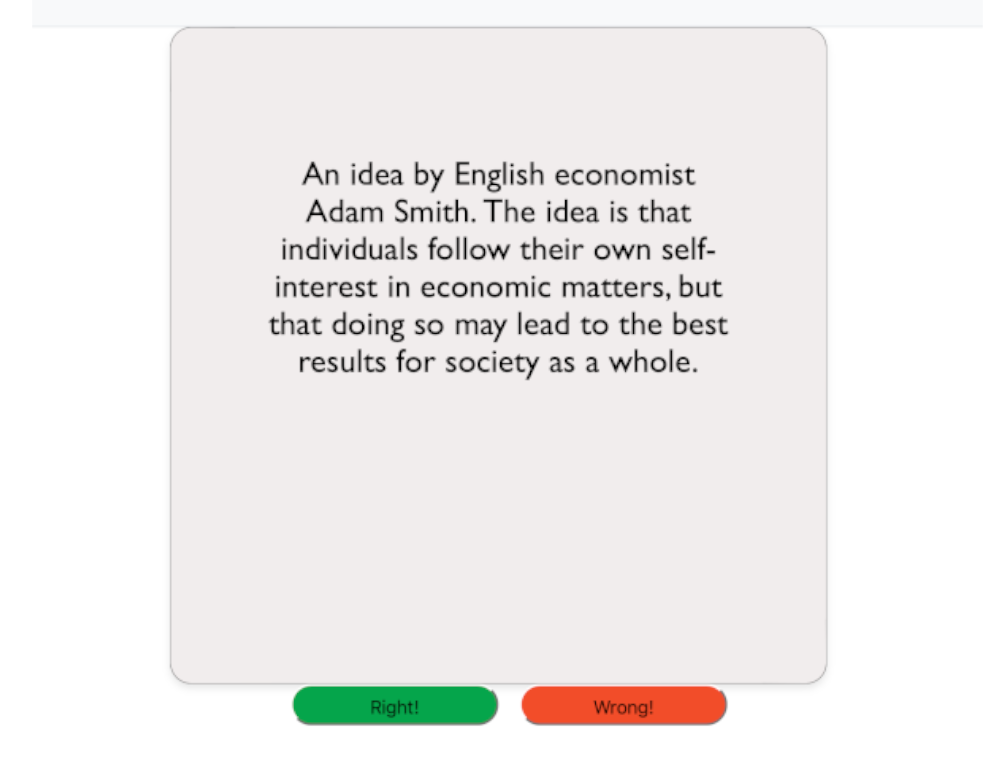 An idea by English economist
Adam Smith. The idea is that
individuals follow their own self-
interest in economic matters, but
that doing so may lead to the best
results for society as a whole.
Right!
Wrong!